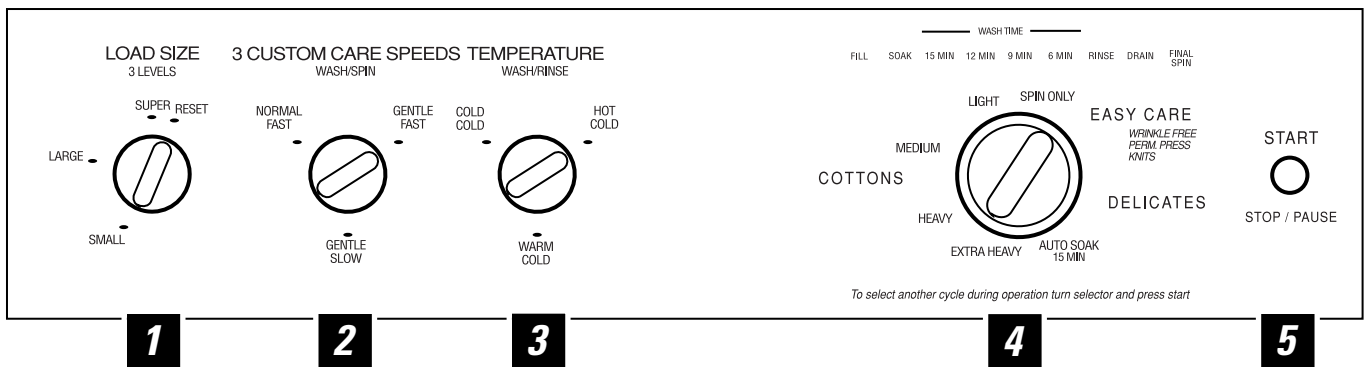 LOAD SIZE
3 LEVELS
SUPER
RESET
LARGE
SMALL
3 CUSTOM CARE SPEEDS
WASH/SPIN
NORMAL
FAST
GENTLE
FAST
GENTLE
SLOW
TEMPERATURE
WASH/RINSE
COLD
COLD
HOT
COLD
WARM
COLD
WASH TIME
FILL SOAK 15 MIN 12 MIN 9 MIN 6 MIN RINSE DRAIN FINAL
SPIN
LIGHT
SPIN ONLY
EASY CARE
WRINKLE FREE
PERM. PRESS
KNITS
MEDIUM
COTTONS
DELICATES
HEAVY
EXTRA HEAVY
AUTO SOAK
15 MIN
To select another cycle during operation turn selector and press start
START
STOP / PAUSE
1
2
3
4
5